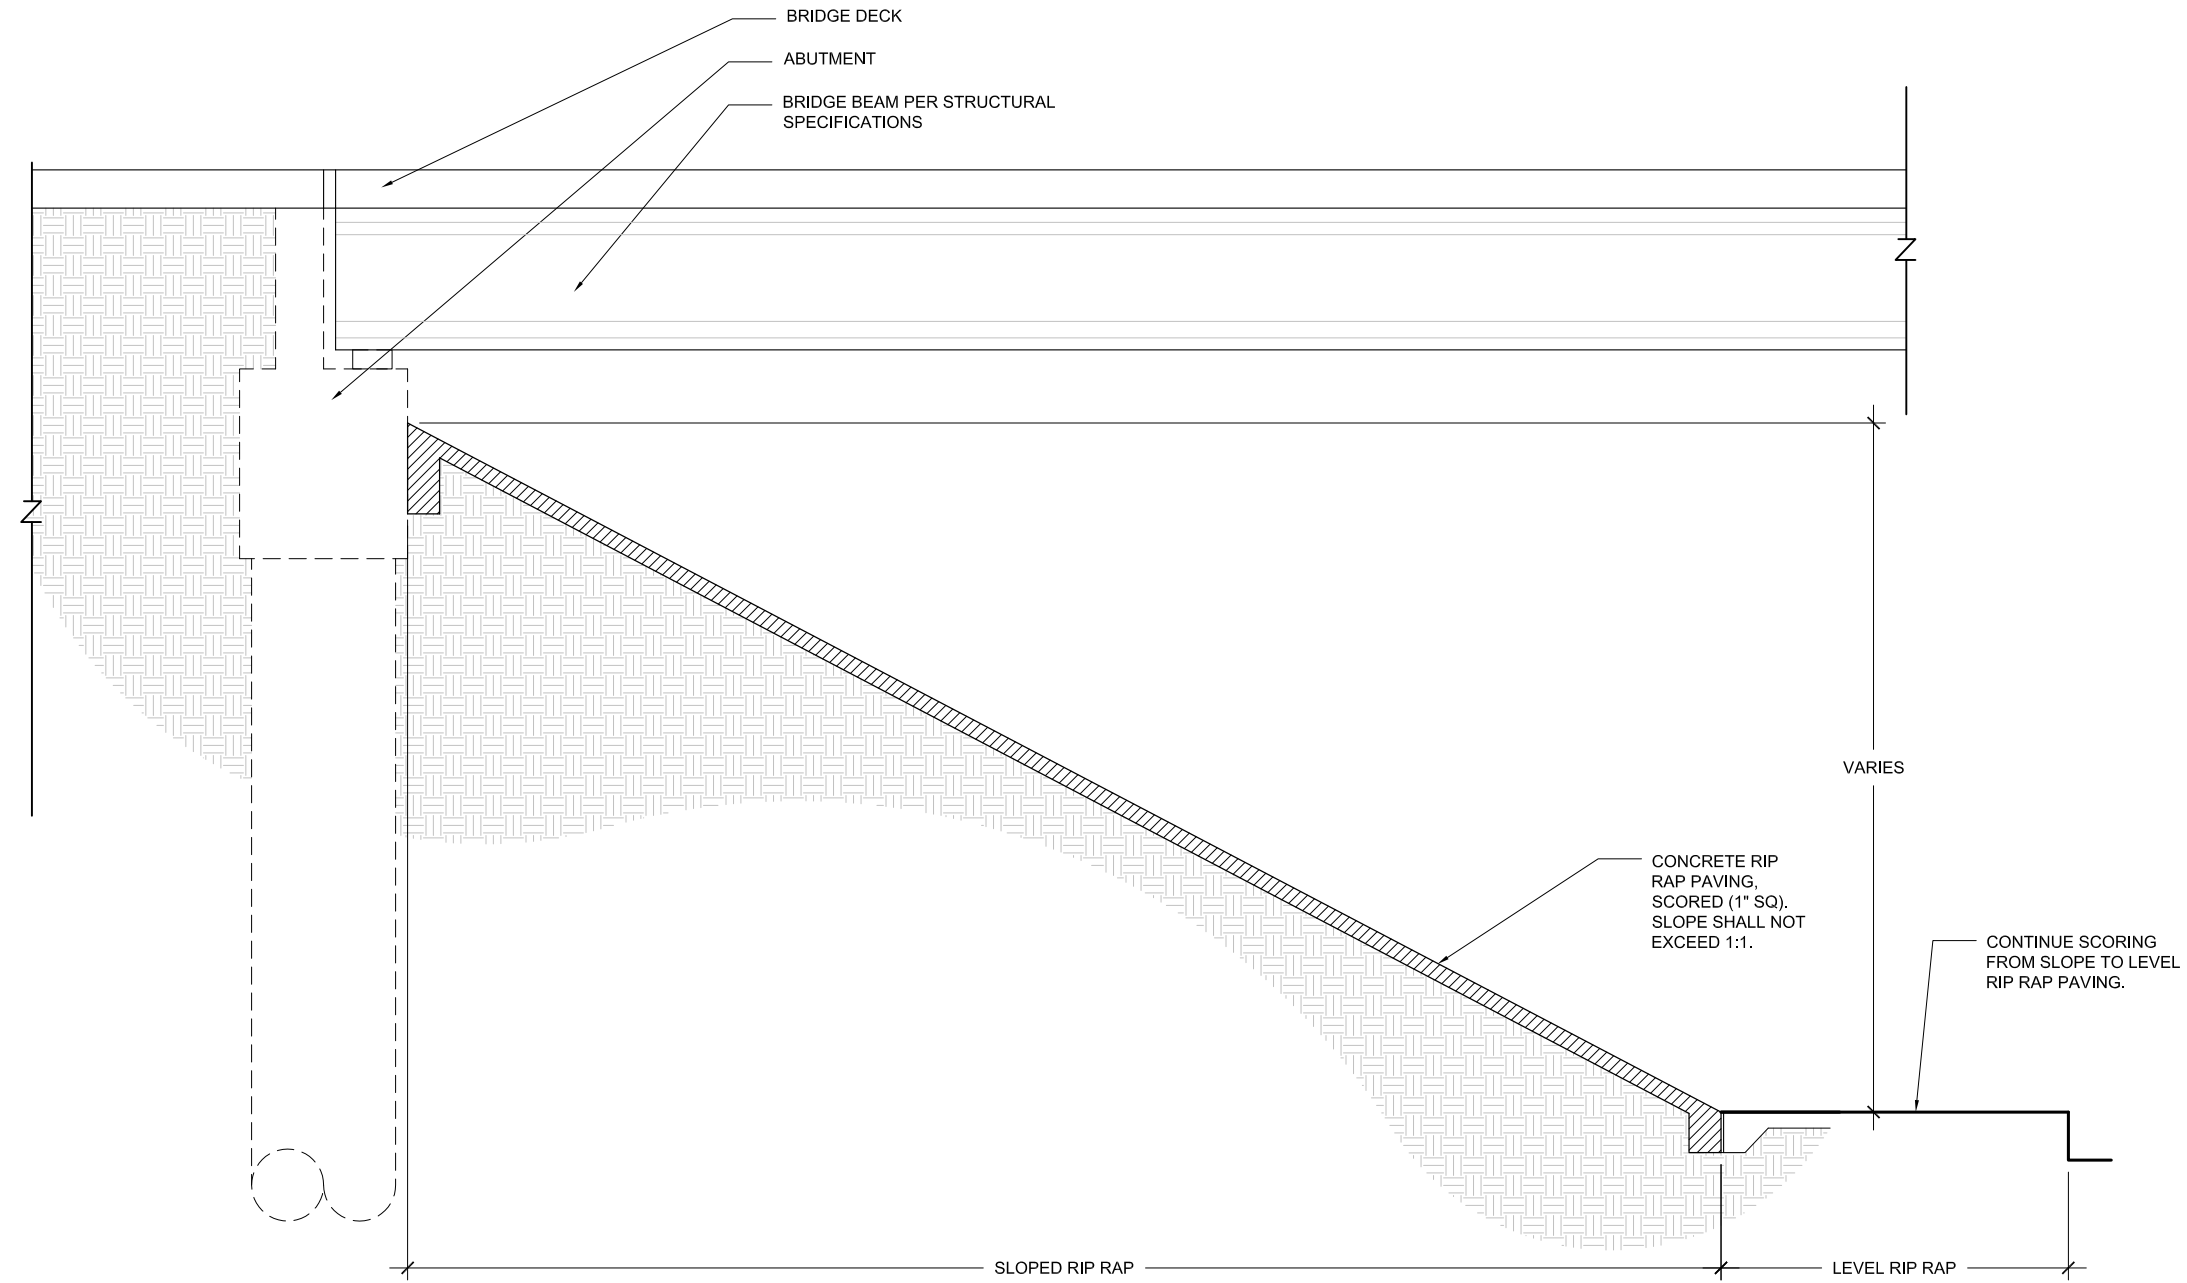 BRIDGE DECK
ABUTMENT
BRIDGE BEAM PER STRUCTURAL
SPECIFICATIONS
VARIES
CONCRETE RIP
RAP PAVING,
SCORED (1" SQ).
SLOPE SHALL NOT
EXCEED 1:1.
CONTINUE SCORING
FROM SLOPE TO LEVEL
RIP RAP PAVING.
SLOPED RIP RAP
LEVEL RIP RAP